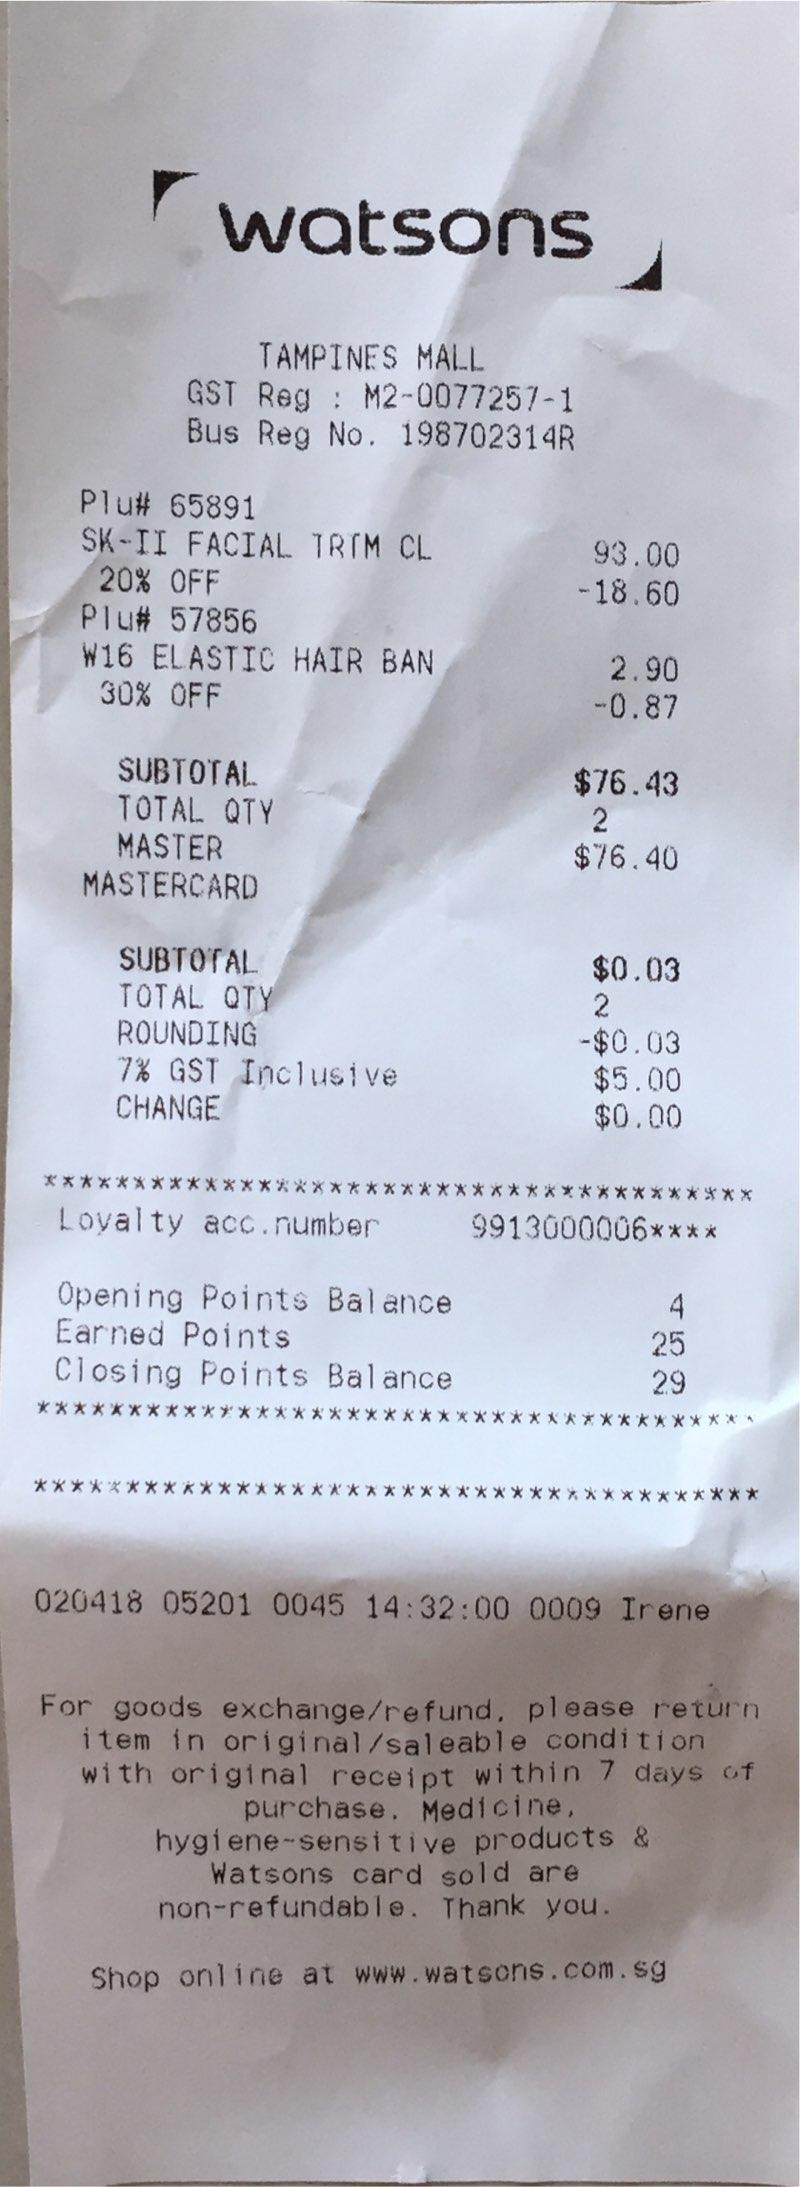 watsons
TAMPINES MALL
GST Reg : M2-0077257-1
Bus Reg No. 198702314R
Plu# 65891
SK-II FACIAL TRTM CL 93.00
20% OFF -18.60
Plu# 57856
W16 ELASTIC HAIR BAN 2.90
30% OFF -0.87
SUBTOTAL $76.43
TOTAL QTY 2
MASTER $76.40
MASTERCARD
SUBTOTAL $0.03
TOTAL QTY 2
ROUNDING -$0.03
7% GST Inclusive $5.00
CHANGE $0.00
***************************************
Loyalty acc.number 9913000006****
Opening Points Balance 4
Earned Points 25
Closing Points Balance 29
***************************************
***************************************
020418 05201 0045 14:32:00 0009 Irene
For goods exchange/refund, please return
item in original/saleable condition
with original receipt within 7 days of
purchase. Medicine,
hygiene-sensitive products &
Watsons card sold are
non-refundable. Thank you.
Shop online at www.watsons.com.sg